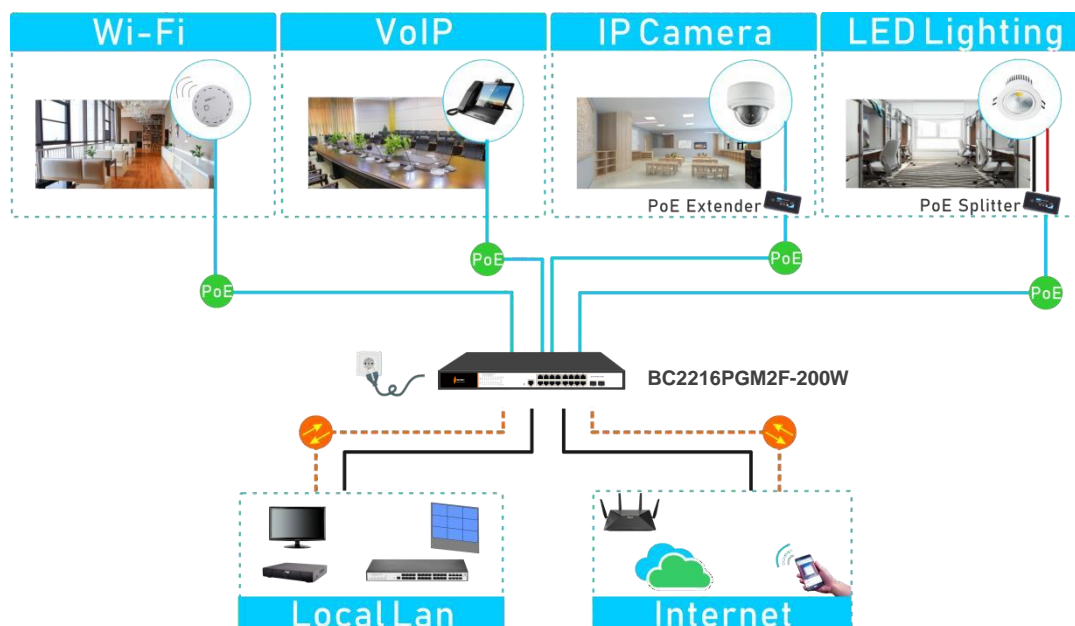 Wi-Fi
VoIP
IP Camera
LED Lighting
PoE Extender
PoE Splitter
PoE
PoE
PoE
PoE
BC2216PGM2F-200W
Local Lan
Internet